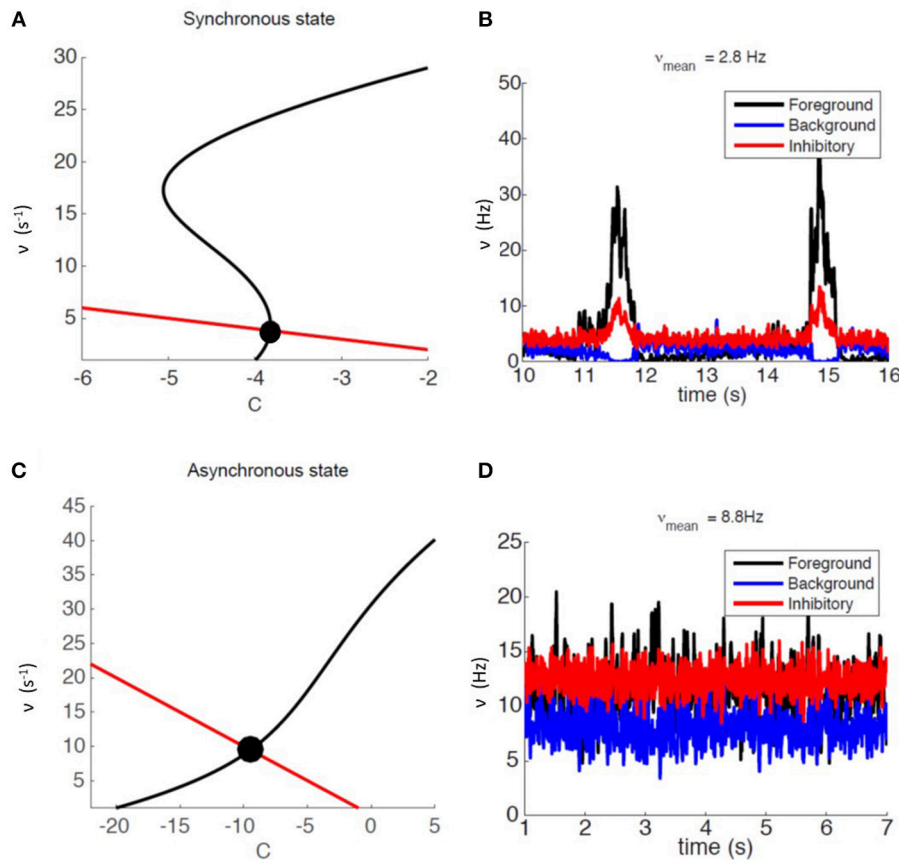 A
Synchronous state
30
25
20
15
10
5
ν (s-1)
-6 -5 -4 -3 -2
C
B
νmean = 2.8 Hz
50
40
30
20
10
0
ν (Hz)
Foreground
Background
Inhibitory
10 11 12 13 14 15 16
time (s)
C
Asynchronous state
45
40
35
30
25
20
15
10
5
ν (s-1)
-20 -15 -10 -5 0 5
C
D
νmean = 8.8Hz
25
20
15
10
5
0
ν (Hz)
Foreground
Background
Inhibitory
1 2 3 4 5 6 7
time (s)